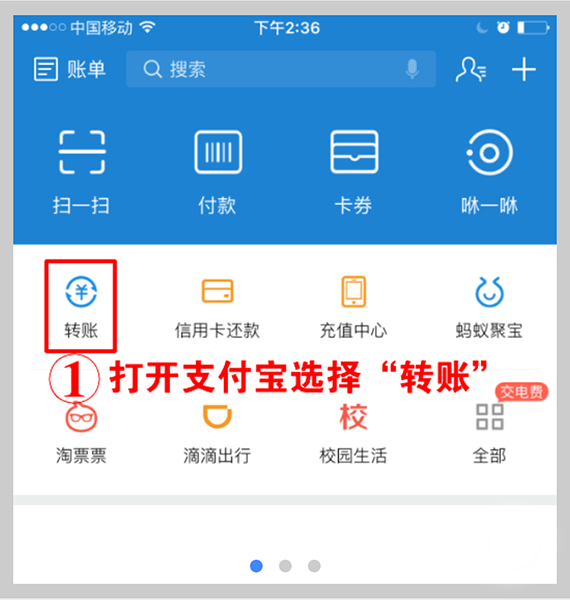 中国移动 下午2:36
账单 搜索
扫一扫 付款 卡券 咻一咻
转账 信用卡还款 充值中心 蚂蚁聚宝
① 打开支付宝选择“转账”
交电费
校
淘票票 滴滴出行 校园生活 全部